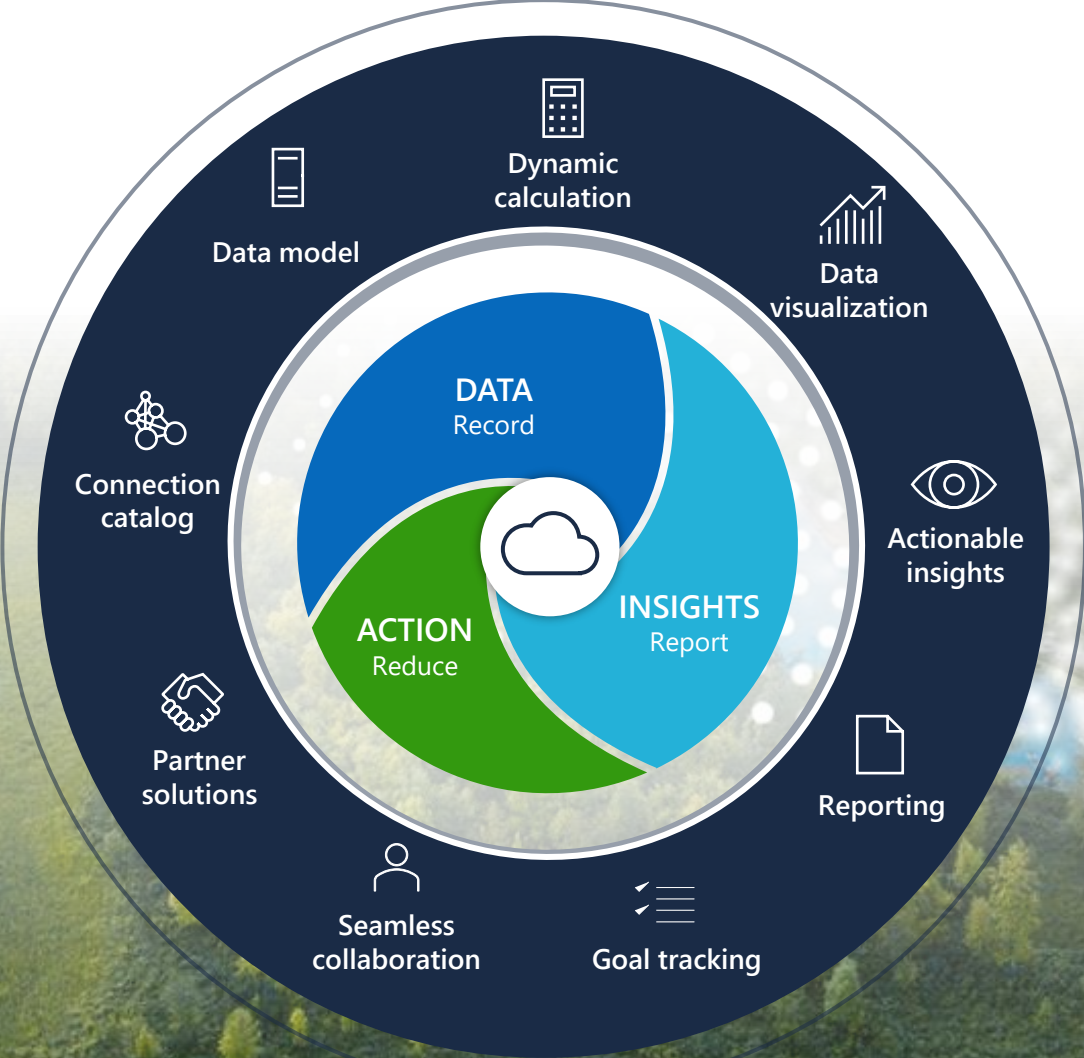 Dynamic
calculation
Data model
Data
visualization
DATA
Record
Connection
catalog
Actionable
insights
INSIGHTS
Report
ACTION
Reduce
Partner
solutions
Reporting
Seamless
collaboration
Goal tracking